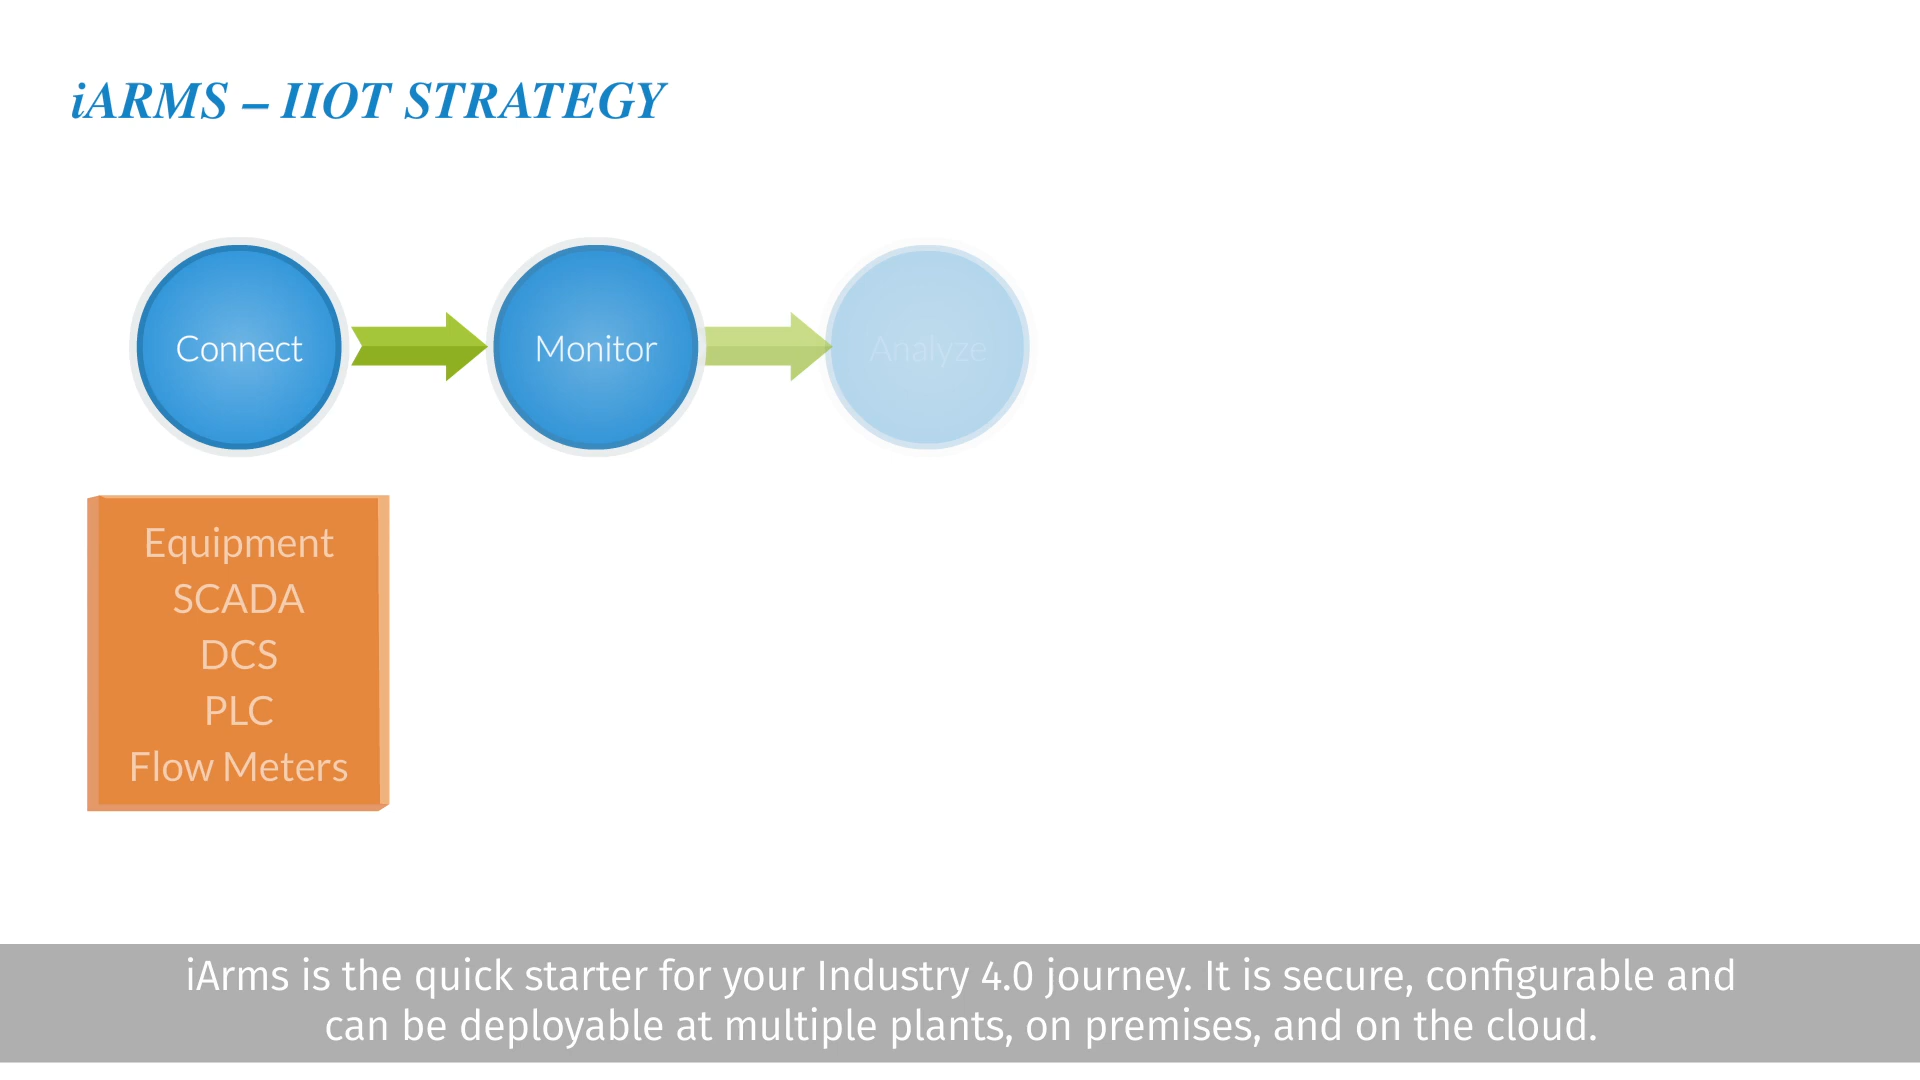 iARMS – IIOT STRATEGY
Connect
Monitor
Analyze
Equipment
SCADA
DCS
PLC
Flow Meters
iArms is the quick starter for your Industry 4.0 journey. It is secure, configurable and
can be deployable at multiple plants, on premises, and on the cloud.